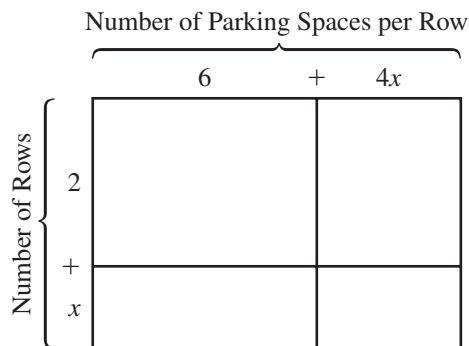 Number of Parking Spaces per Row
6 + 4x
Number of Rows
2
+
x